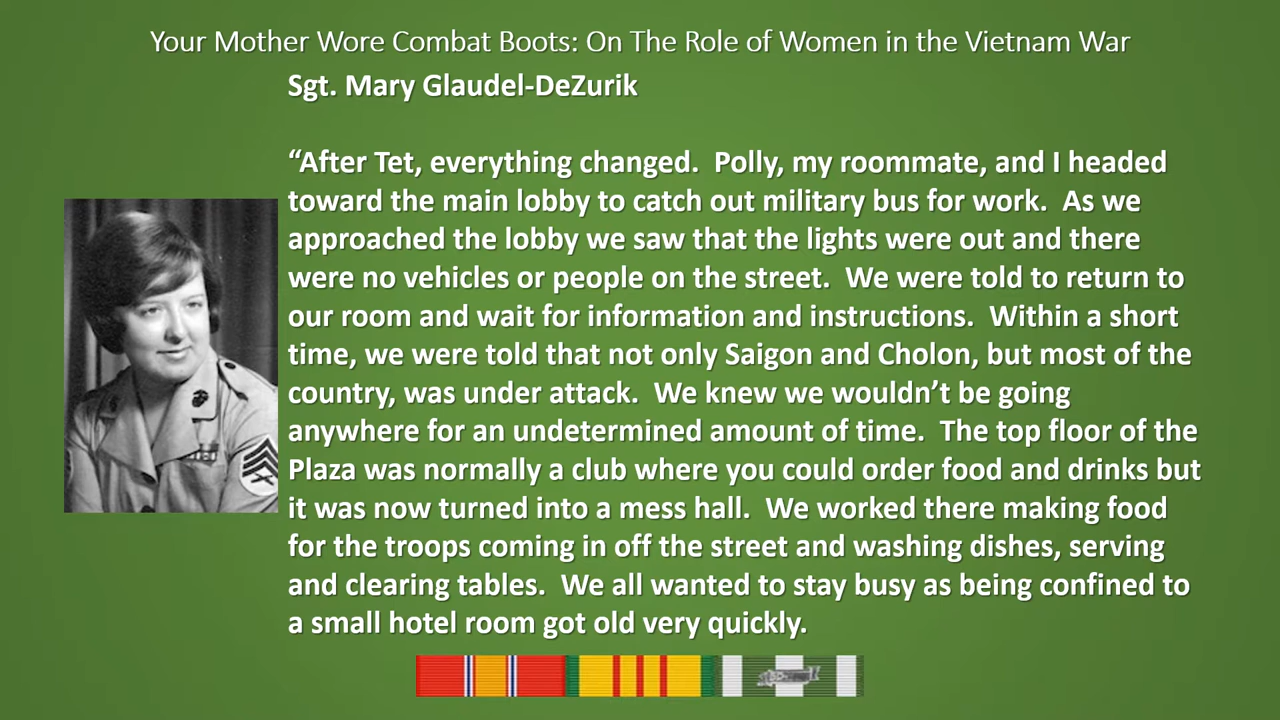 Your Mother Wore Combat Boots: On The Role of Women in the Vietnam War
Sgt. Mary Glaudel-DeZurik
“After Tet, everything changed.  Polly, my roommate, and I headed
toward the main lobby to catch out military bus for work.  As we
approached the lobby we saw that the lights were out and there
were no vehicles or people on the street.  We were told to return to
our room and wait for information and instructions.  Within a short
time, we were told that not only Saigon and Cholon, but most of the
country, was under attack.  We knew we wouldn’t be going
anywhere for an undetermined amount of time.  The top floor of the
Plaza was normally a club where you could order food and drinks but
it was now turned into a mess hall.  We worked there making food
for the troops coming in off the street and washing dishes, serving
and clearing tables.  We all wanted to stay busy as being confined to
a small hotel room got old very quickly.